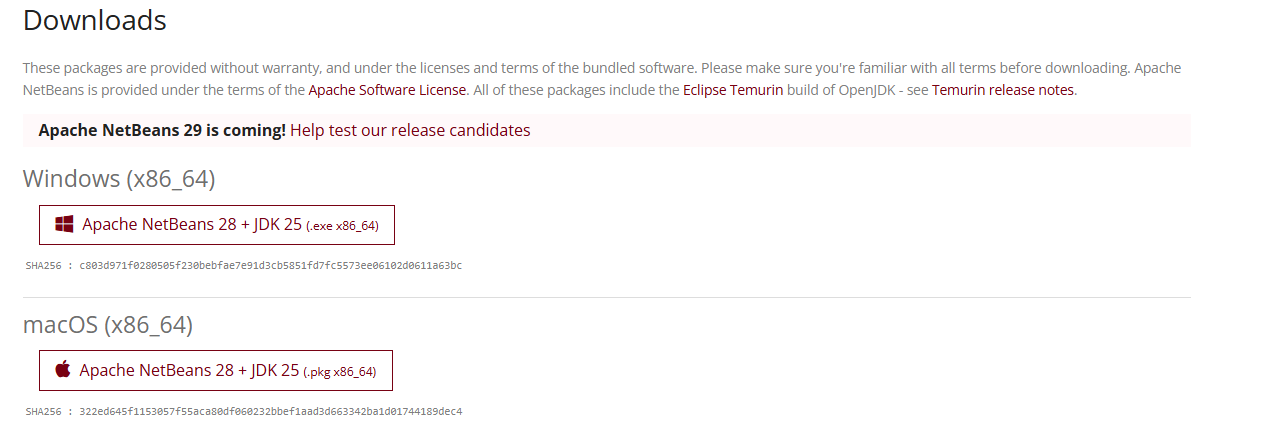 Downloads
These packages are provided without warranty, and under the licenses and terms of the bundled software. Please make sure you're familiar with all terms before downloading. Apache
NetBeans is provided under the terms of the Apache Software License. All of these packages include the Eclipse Temurin build of OpenJDK - see Temurin release notes.
Apache NetBeans 29 is coming! Help test our release candidates
Windows (x86_64)
Apache NetBeans 28 + JDK 25 (.exe x86_64)
SHA256 : c803d971f0280505f230bebfae7e91d3cb5851fd7fc5573ee06102d0611a63bc
macOS (x86_64)
Apache NetBeans 28 + JDK 25 (.pkg x86_64)
SHA256 : 322ed645f1153057f55aca80df060232bbef1aad3d663342ba1d01744189dec4